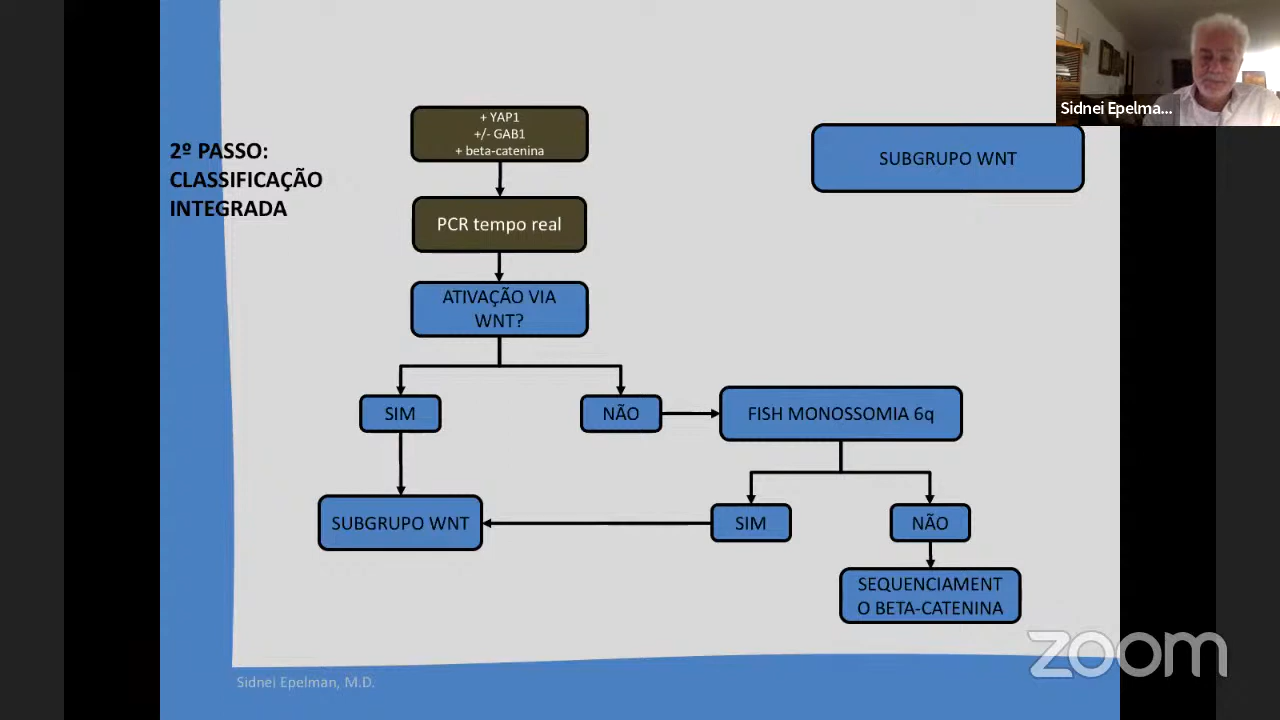 Sidnei Epelma...
2º PASSO:
CLASSIFICAÇÃO
INTEGRADA
+ YAP1
+/- GAB1
+ beta-catenina
SUBGRUPO WNT
PCR tempo real
ATIVAÇÃO VIA
WNT?
SIM
NÃO
FISH MONOSSOMIA 6q
SUBGRUPO WNT
SIM
NÃO
SEQUENCIAMENT
O BETA-CATENINA
zoom
Sidnei Epelman, M.D.